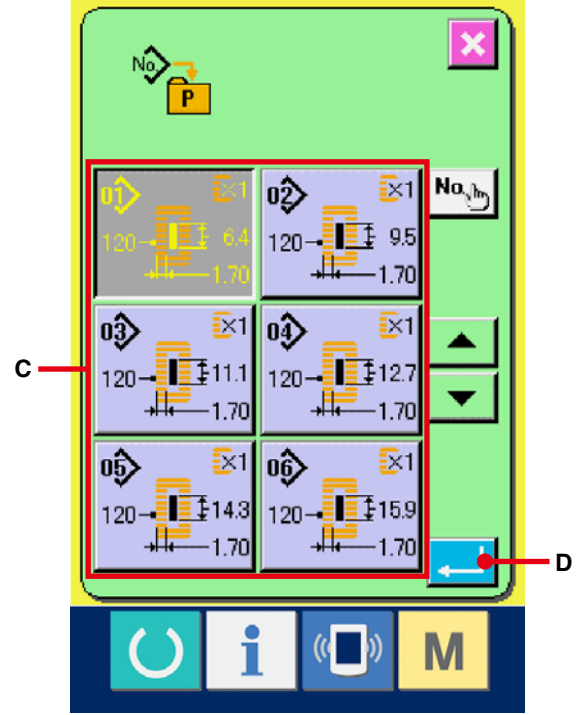 No.
P
×
No.
01 ×1 02 ×1
120 6.4 120 9.5
1.70 1.70
03 ×1 04 ×1
C
120 11.1 120 12.7
1.70 1.70
05 ×1 06 ×1
120 14.3 120 15.9
1.70 1.70
D
i M